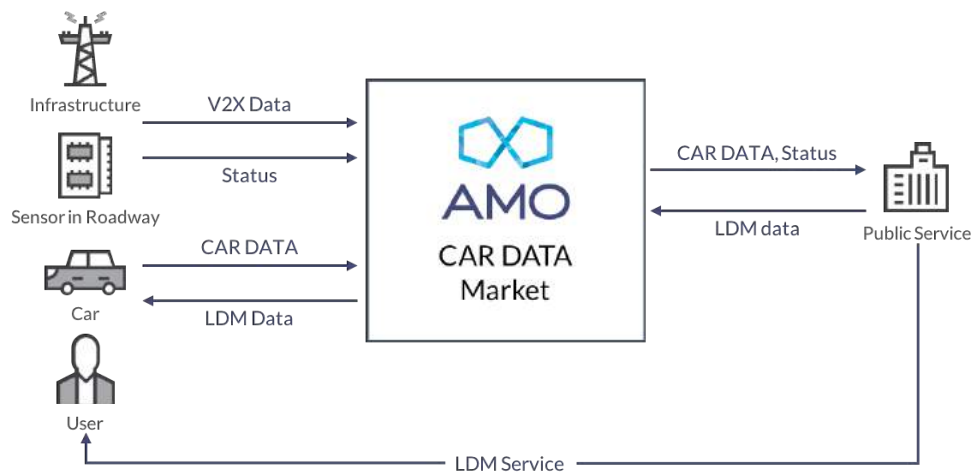 Infrastructure
V2X Data
Status
Sensor in Roadway
CAR DATA
LDM Data
Car
User
AMO
CAR DATA
Market
CAR DATA, Status
LDM data
Public Service
LDM Service